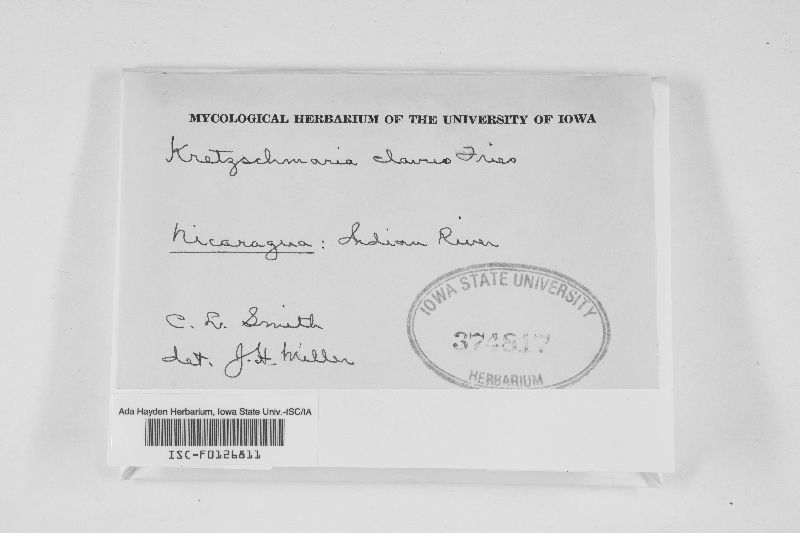 MYCOLOGICAL HERBARIUM OF THE UNIVERSITY OF IOWA
Kretzschmaria clavus Fries
Nicaragua: Indian River
C. L. Smith
det. J. H. Miller
IOWA STATE UNIVERSITY
374817
HERBARIUM
Ada Hayden Herbarium, Iowa State Univ.-ISC/IA
ISC-F0126811